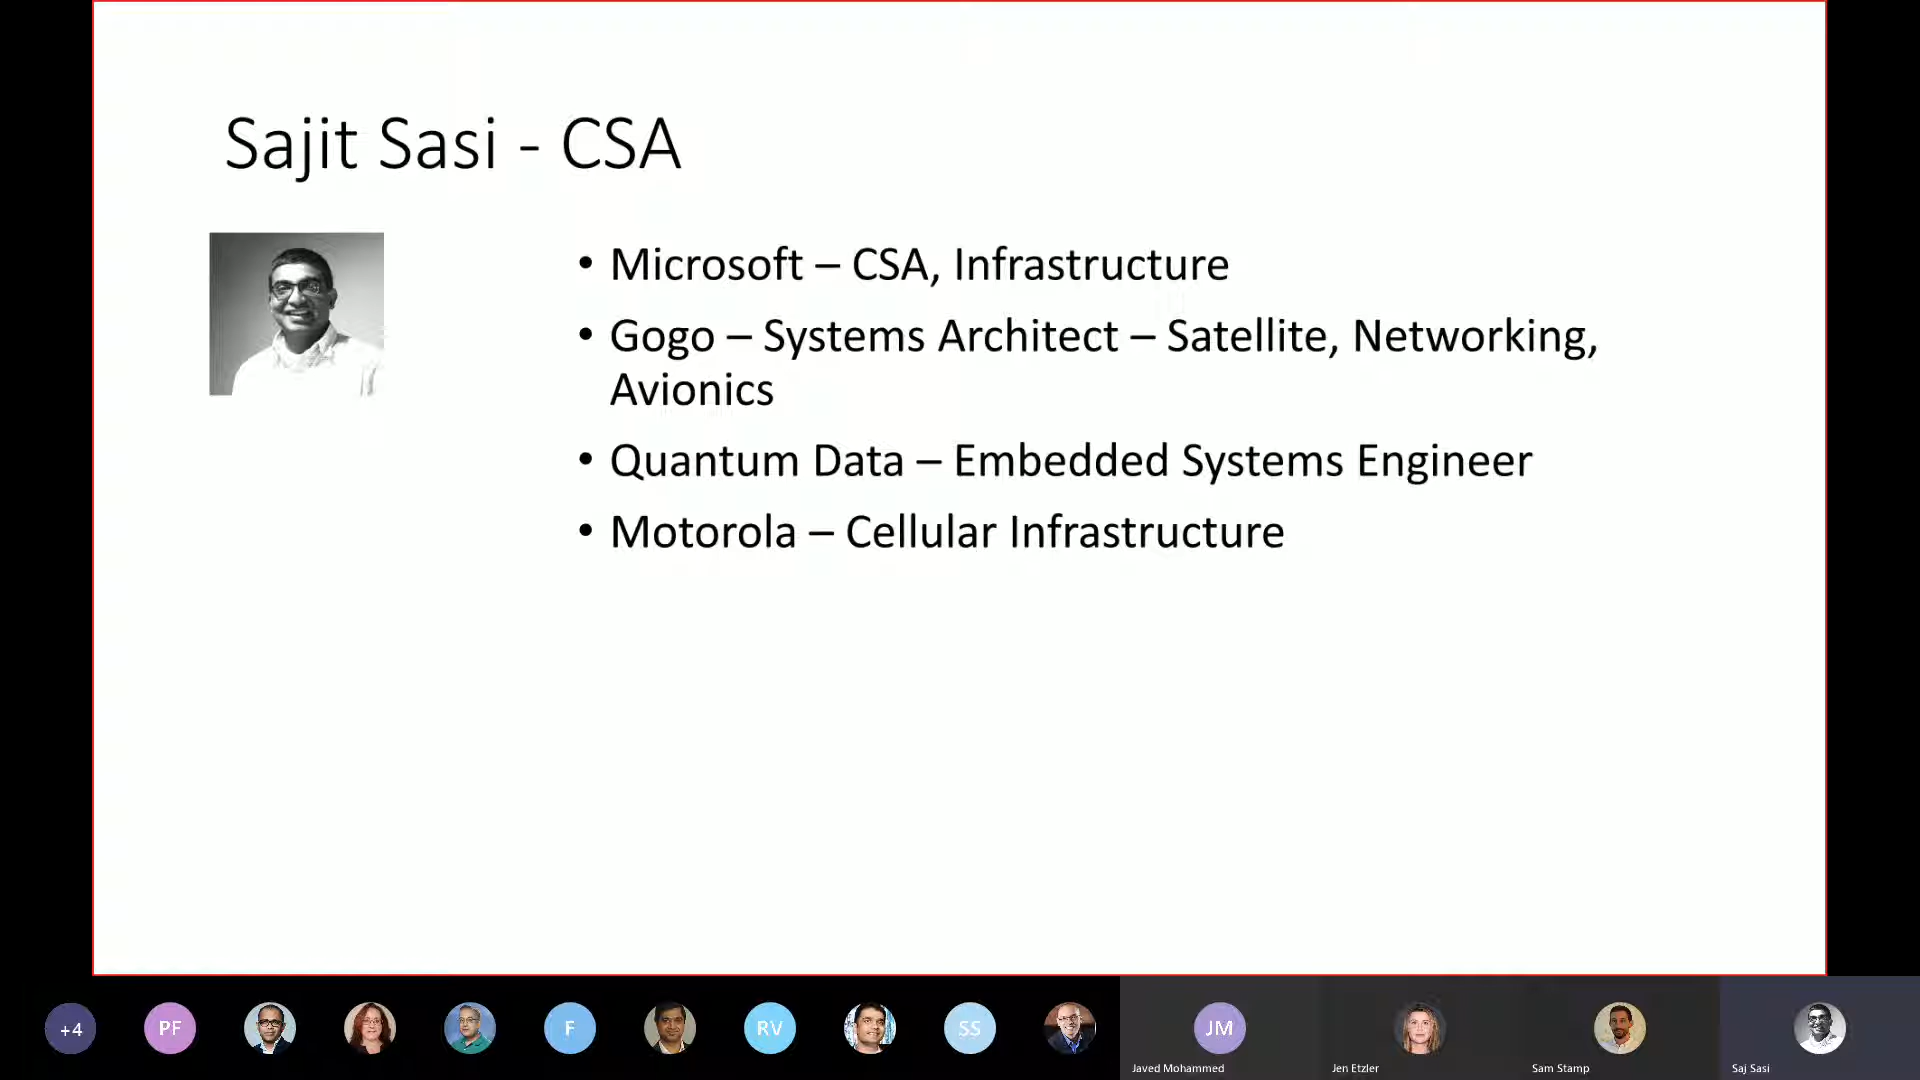 Sajit Sasi - CSA
• Microsoft – CSA, Infrastructure
• Gogo – Systems Architect – Satellite, Networking,
Avionics
• Quantum Data – Embedded Systems Engineer
• Motorola – Cellular Infrastructure
+4
PF
F
RV
SS
JM
Javed Mohammed
Jen Etzler
Sam Stamp
Saj Sasi